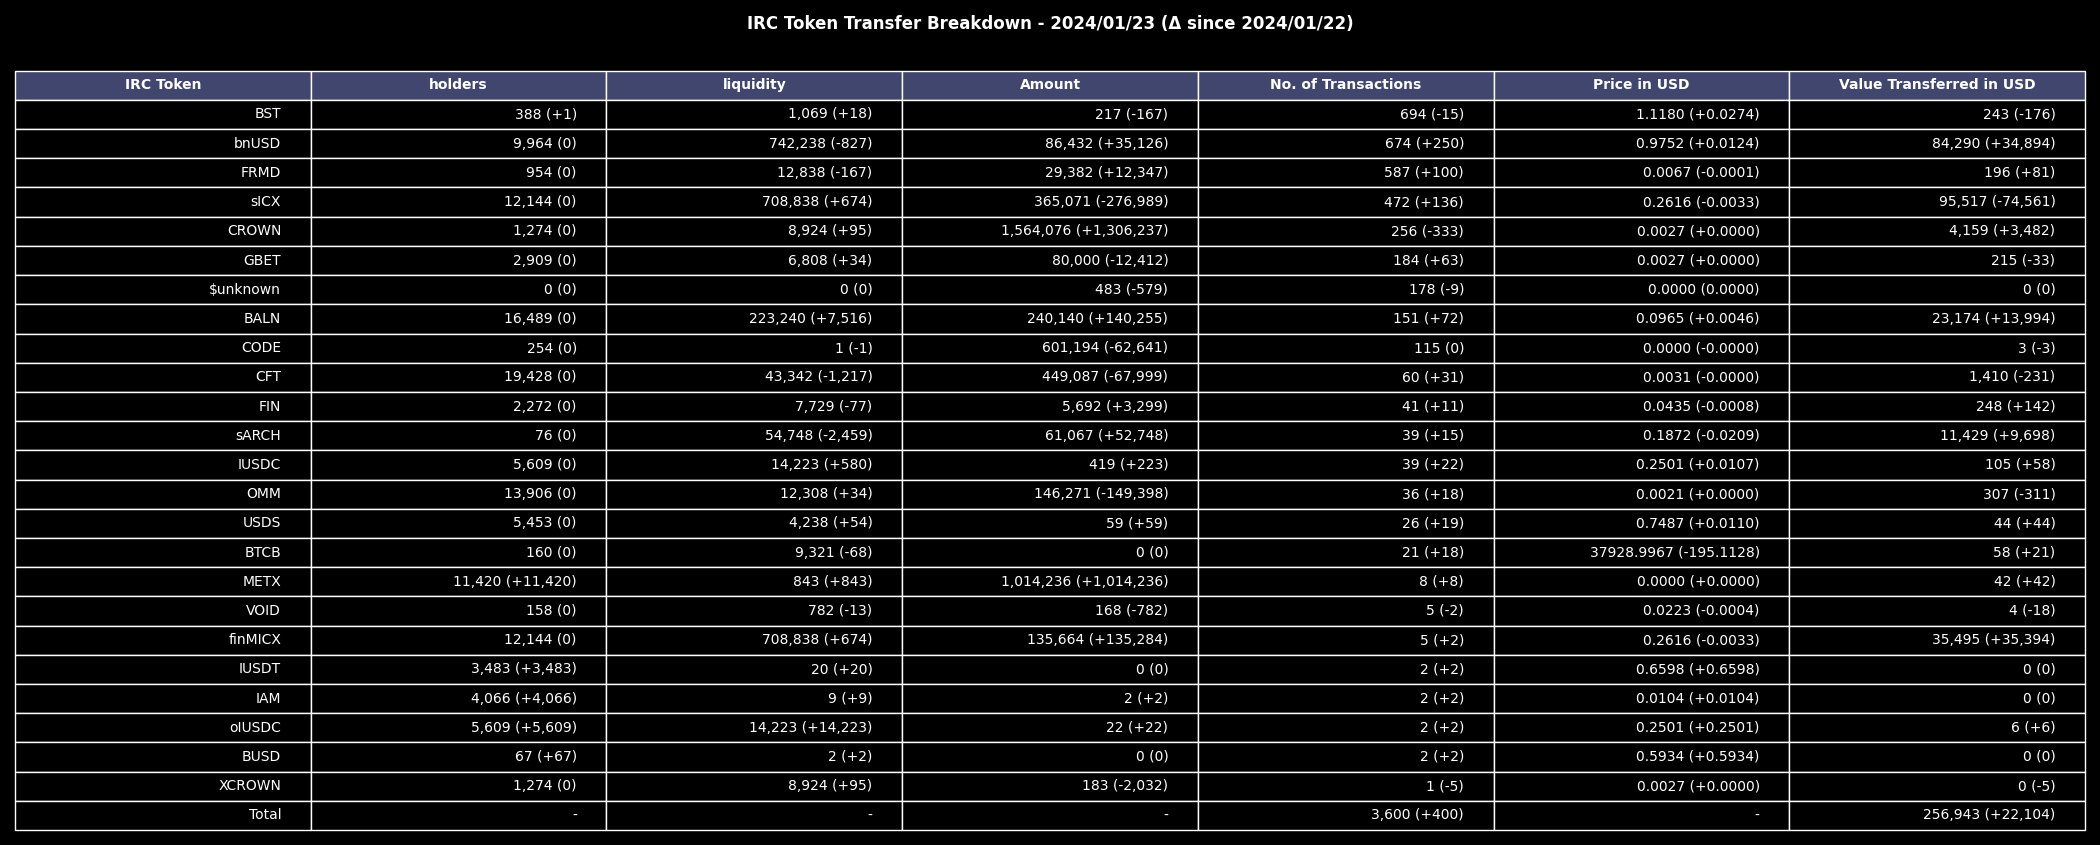 IRC Token Transfer Breakdown - 2024/01/23 (Δ since 2024/01/22)
IRC Token holders liquidity Amount No. of Transactions Price in USD Value Transferred in USD
BST 388 (+1) 1,069 (+18) 217 (-167) 694 (-15) 1.1180 (+0.0274) 243 (-176)
bnUSD 9,964 (0) 742,238 (-827) 86,432 (+35,126) 674 (+250) 0.9752 (+0.0124) 84,290 (+34,894)
FRMD 954 (0) 12,838 (-167) 29,382 (+12,347) 587 (+100) 0.0067 (-0.0001) 196 (+81)
sICX 12,144 (0) 708,838 (+674) 365,071 (-276,989) 472 (+136) 0.2616 (-0.0033) 95,517 (-74,561)
CROWN 1,274 (0) 8,924 (+95) 1,564,076 (+1,306,237) 256 (-333) 0.0027 (+0.0000) 4,159 (+3,482)
GBET 2,909 (0) 6,808 (+34) 80,000 (-12,412) 184 (+63) 0.0027 (+0.0000) 215 (-33)
$unknown 0 (0) 0 (0) 483 (-579) 178 (-9) 0.0000 (0.0000) 0 (0)
BALN 16,489 (0) 223,240 (+7,516) 240,140 (+140,255) 151 (+72) 0.0965 (+0.0046) 23,174 (+13,994)
CODE 254 (0) 1 (-1) 601,194 (-62,641) 115 (0) 0.0000 (-0.0000) 3 (-3)
CFT 19,428 (0) 43,342 (-1,217) 449,087 (-67,999) 60 (+31) 0.0031 (-0.0000) 1,410 (-231)
FIN 2,272 (0) 7,729 (-77) 5,692 (+3,299) 41 (+11) 0.0435 (-0.0008) 248 (+142)
sARCH 76 (0) 54,748 (-2,459) 61,067 (+52,748) 39 (+15) 0.1872 (-0.0209) 11,429 (+9,698)
IUSDC 5,609 (0) 14,223 (+580) 419 (+223) 39 (+22) 0.2501 (+0.0107) 105 (+58)
OMM 13,906 (0) 12,308 (+34) 146,271 (-149,398) 36 (+18) 0.0021 (+0.0000) 307 (-311)
USDS 5,453 (0) 4,238 (+54) 59 (+59) 26 (+19) 0.7487 (+0.0110) 44 (+44)
BTCB 160 (0) 9,321 (-68) 0 (0) 21 (+18) 37928.9967 (-195.1128) 58 (+21)
METX 11,420 (+11,420) 843 (+843) 1,014,236 (+1,014,236) 8 (+8) 0.0000 (+0.0000) 42 (+42)
VOID 158 (0) 782 (-13) 168 (-782) 5 (-2) 0.0223 (-0.0004) 4 (-18)
finMICX 12,144 (0) 708,838 (+674) 135,664 (+135,284) 5 (+2) 0.2616 (-0.0033) 35,495 (+35,394)
IUSDT 3,483 (+3,483) 20 (+20) 0 (0) 2 (+2) 0.6598 (+0.6598) 0 (0)
IAM 4,066 (+4,066) 9 (+9) 2 (+2) 2 (+2) 0.0104 (+0.0104) 0 (0)
oIUSDC 5,609 (+5,609) 14,223 (+14,223) 22 (+22) 2 (+2) 0.2501 (+0.2501) 6 (+6)
BUSD 67 (+67) 2 (+2) 0 (0) 2 (+2) 0.5934 (+0.5934) 0 (0)
XCROWN 1,274 (0) 8,924 (+95) 183 (-2,032) 1 (-5) 0.0027 (+0.0000) 0 (-5)
Total - - - 3,600 (+400) - 256,943 (+22,104)